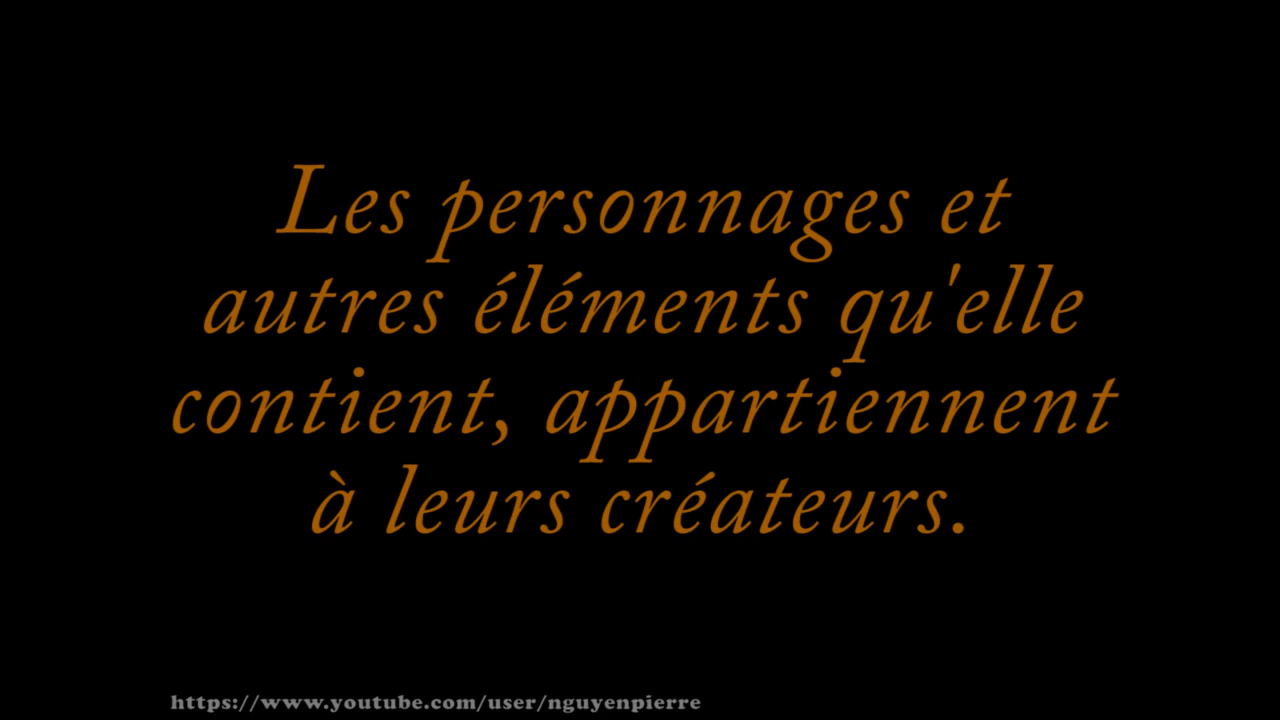 Les personnages et
autres éléments qu'elle
contient, appartiennent
à leurs créateurs.
https://www.youtube.com/user/nguyenpierre